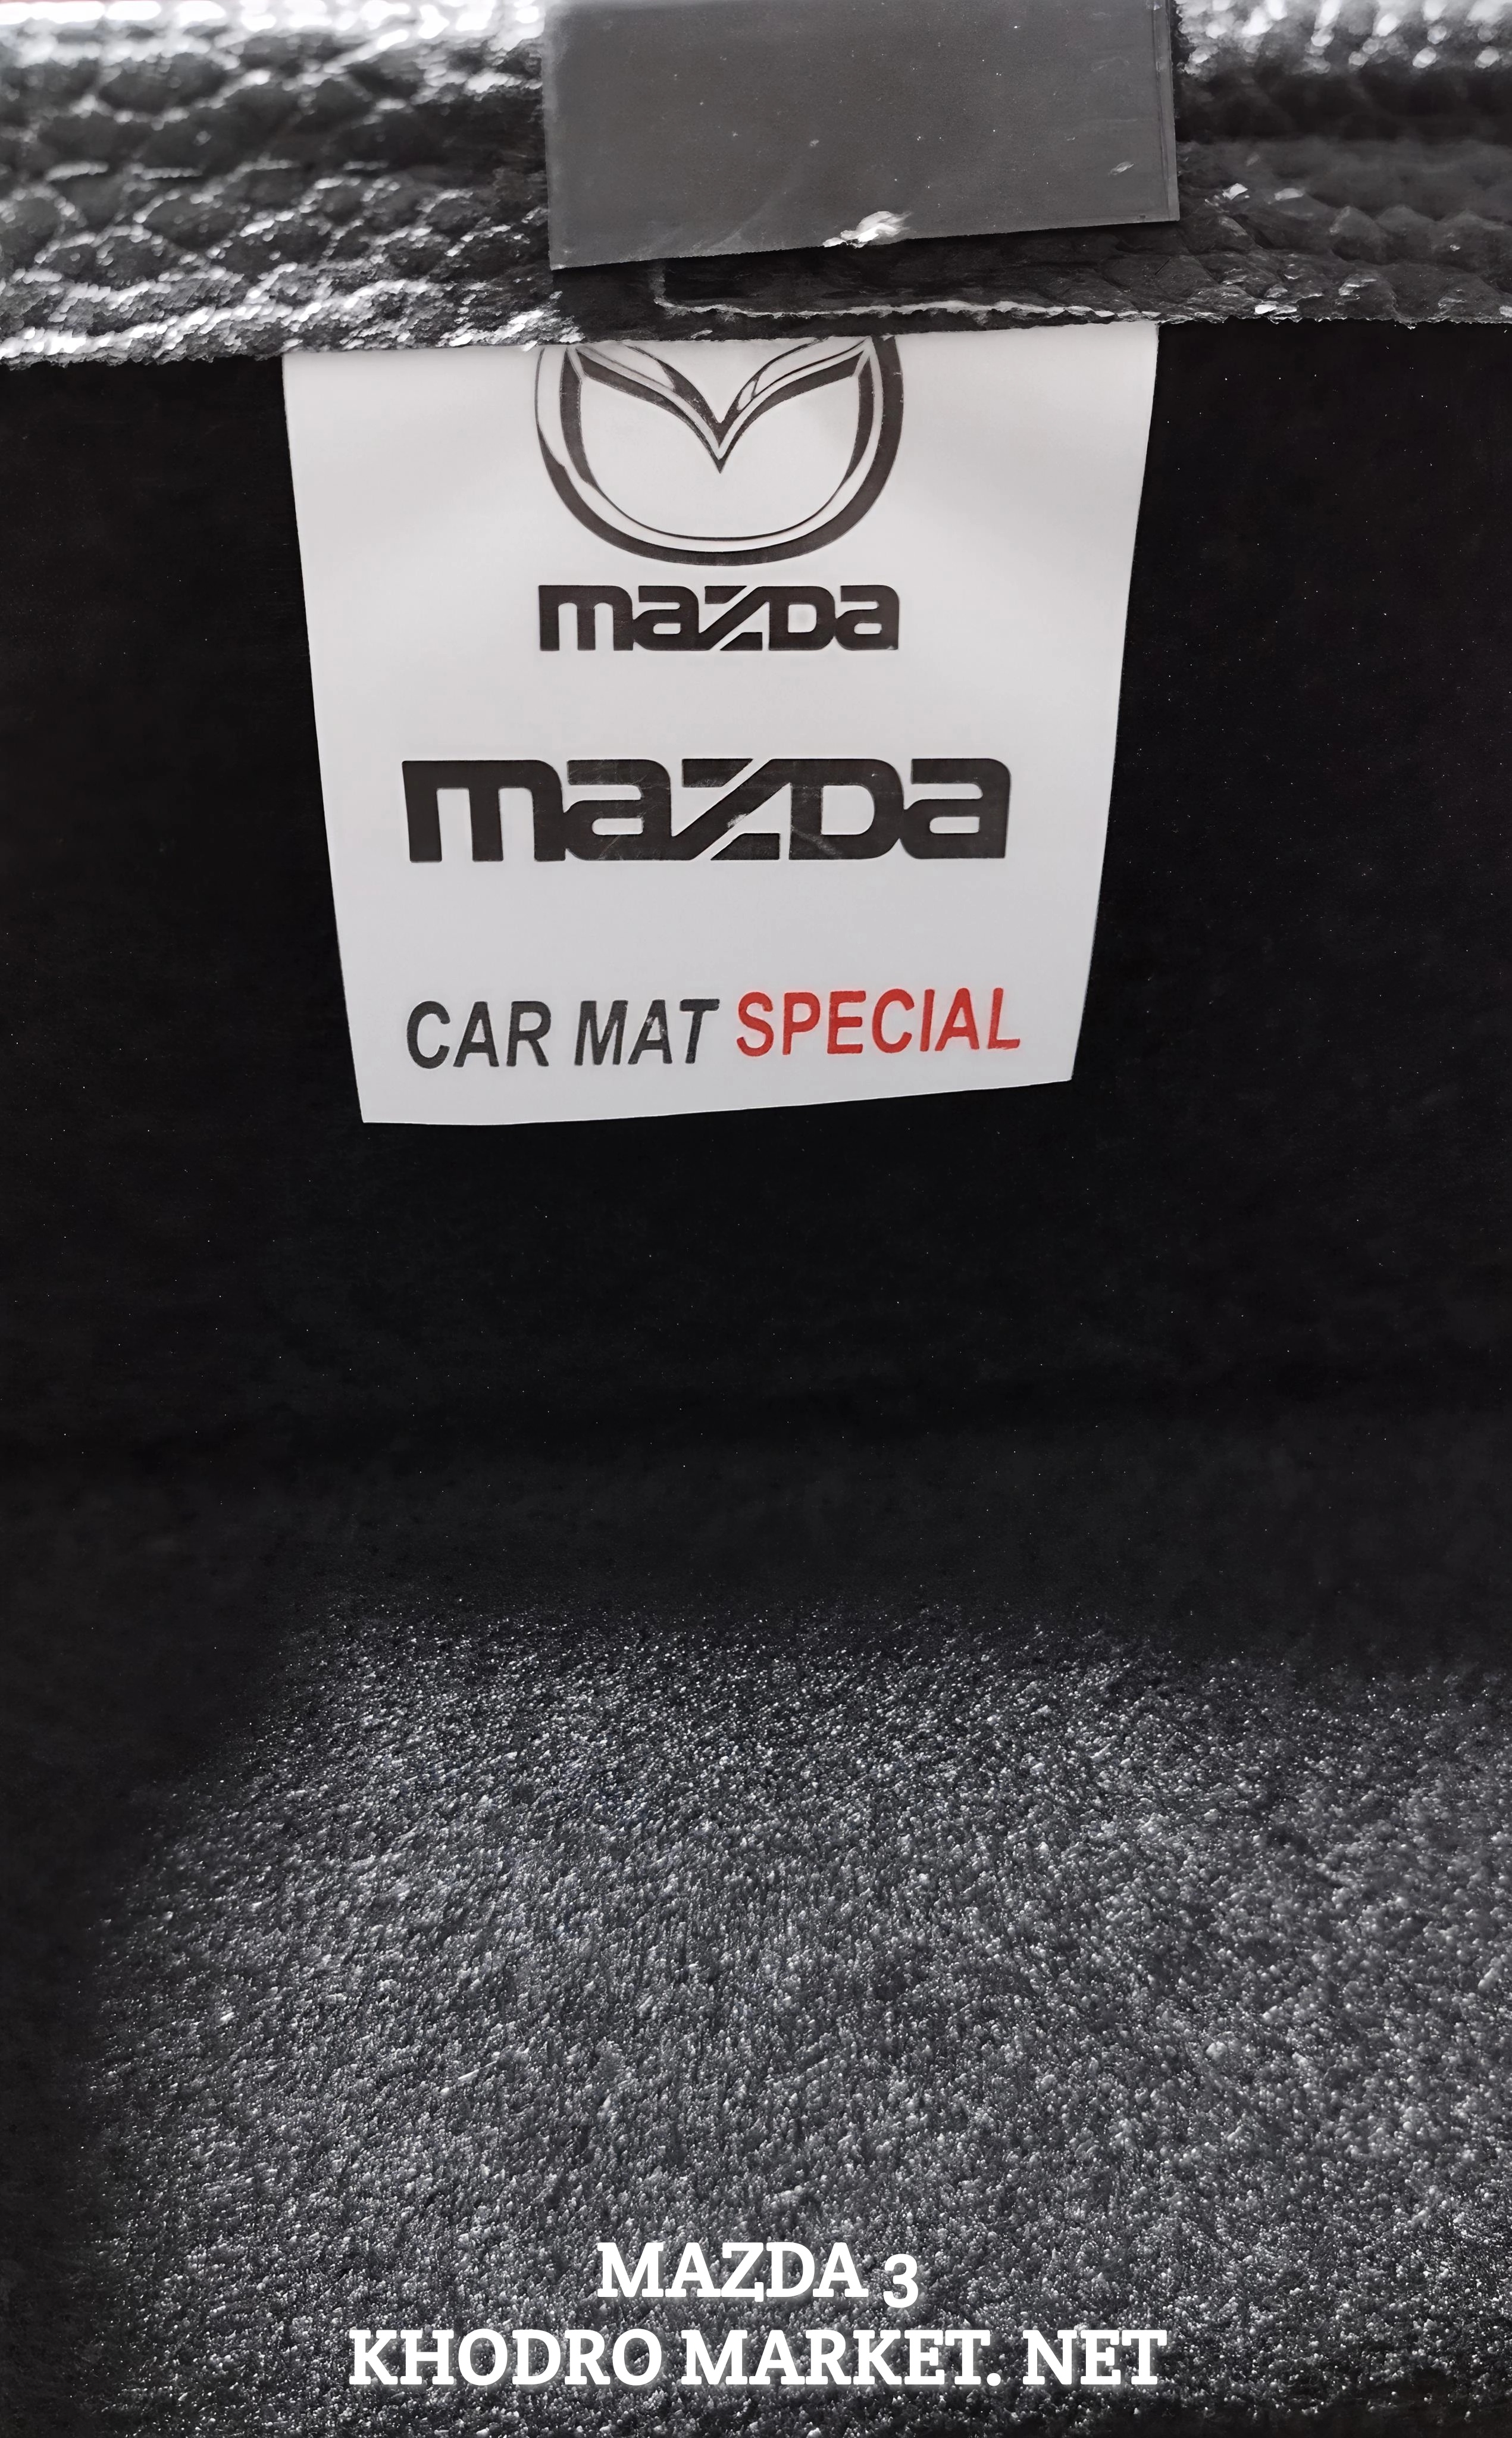 mazda
mazda
CAR MAT SPECIAL
MAZDA 3
KHODRO MARKET. NET